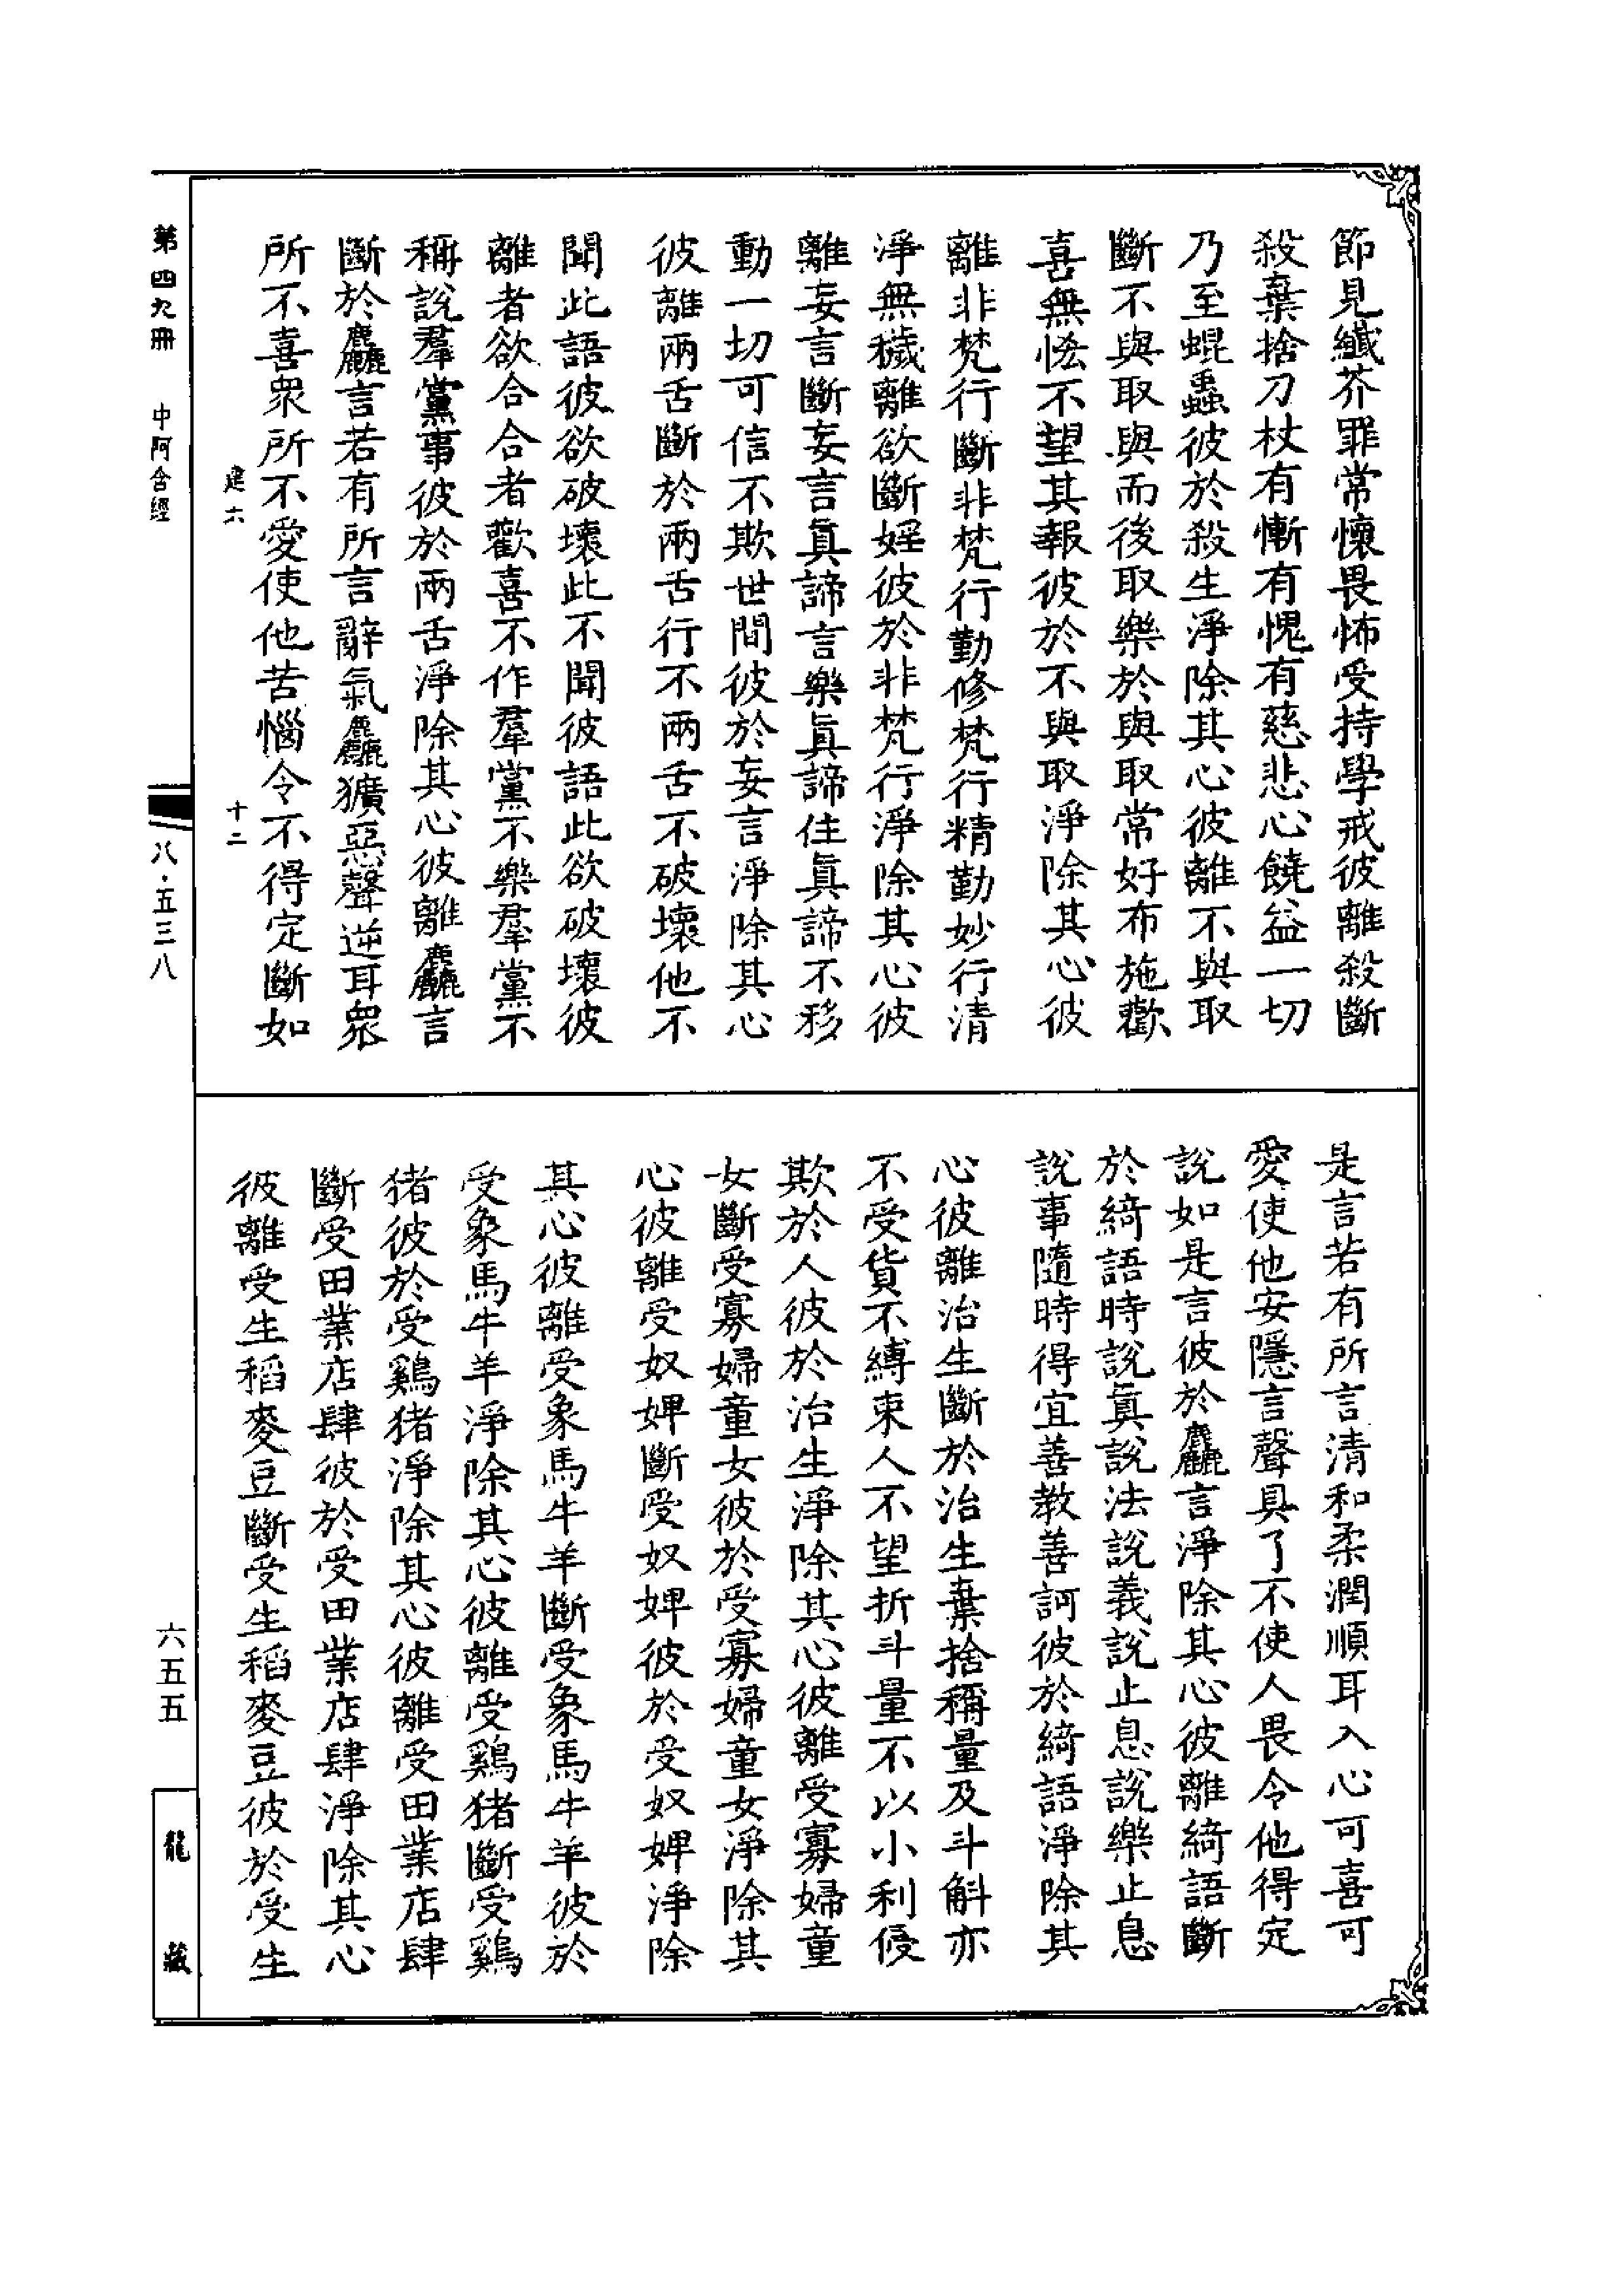 節見纖芥罪常懷畏怖受持學戒彼離殺斷
殺棄捨刀杖有慚有愧有慈悲心饒益一切
乃至蜫蟲彼於殺生淨除其心彼離不與取
斷不與取與而後取樂於與取常好布施歡
喜無恡不望其報彼於不與取淨除其心彼
離非梵行斷非梵行勤修梵行精勤妙行清
淨無穢離欲斷婬彼於非梵行淨除其心彼
離妄言斷妄言真諦言樂真諦住真諦不移
動一切可信不欺世間彼於妄言淨除其心
彼離兩舌斷於兩舌行不兩舌不破壞他不
聞此語彼欲破壞此不聞彼語此欲破壞彼
離者欲合合者歡喜不作羣黨不樂羣黨不
稱說羣黨事彼於兩舌淨除其心彼離麤言
斷於麤言若有所言辭氣麤獷惡聲逆耳眾
所不喜眾所不愛使他苦惱令不得定斷如
建六
十二
是言若有所言清和柔潤順耳入心可喜可
愛使他安隱言聲具了不使人畏令他得定
說如是言彼於麤言淨除其心彼離綺語斷
於綺語時說真說法說義說止息說樂止息
說事隨時得宜善教善訶彼於綺語淨除其
心彼離治生斷於治生棄捨稱量及斗斛亦
不受貨不縛束人不望折斗量不以小利侵
欺於人彼於治生淨除其心彼離受寡婦童
女斷受寡婦童女彼於受寡婦童女淨除其
心彼離受奴婢斷受奴婢彼於受奴婢淨除
其心彼離受象馬牛羊斷受象馬牛羊彼於
受象馬牛羊淨除其心彼離受雞猪斷受雞
猪彼於受雞猪淨除其心彼離受田業店肆
斷受田業店肆彼於受田業店肆淨除其心
彼離受生稻麥豆斷受生稻麥豆彼於受生
第四九冊
中阿含經
八·五三八
六五五
龍藏